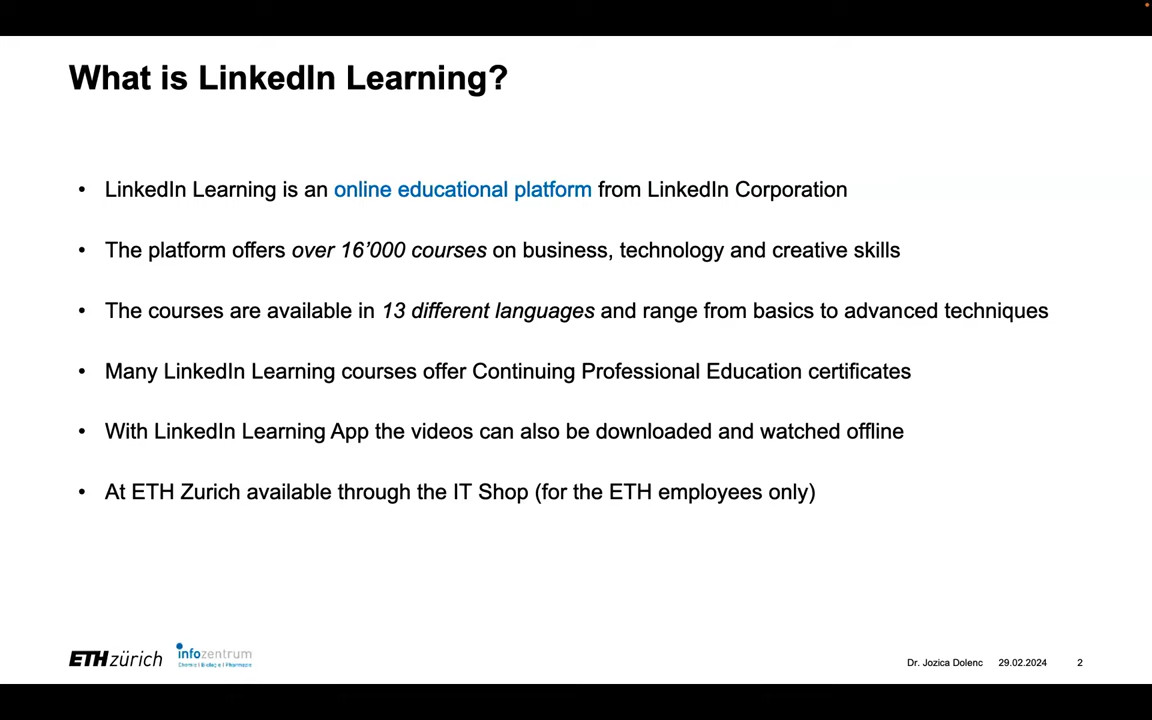 What is LinkedIn Learning?
• LinkedIn Learning is an online educational platform from LinkedIn Corporation
• The platform offers over 16’000 courses on business, technology and creative skills
• The courses are available in 13 different languages and range from basics to advanced techniques
• Many LinkedIn Learning courses offer Continuing Professional Education certificates
• With LinkedIn Learning App the videos can also be downloaded and watched offline
• At ETH Zurich available through the IT Shop (for the ETH employees only)
ETH zürich
infozentrum
Chemie | Biologie | Pharmazie
Dr. Jozica Dolenc 29.02.2024 2